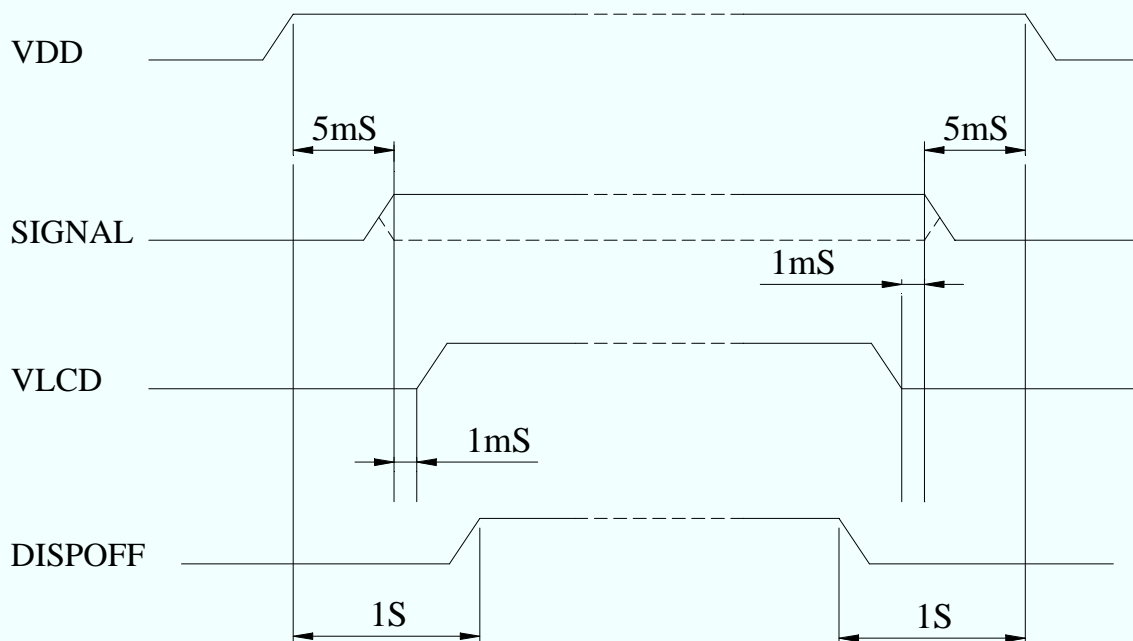 VDD
5mS 5mS
SIGNAL
1mS
VLCD
1mS
DISPOFF
1S 1S